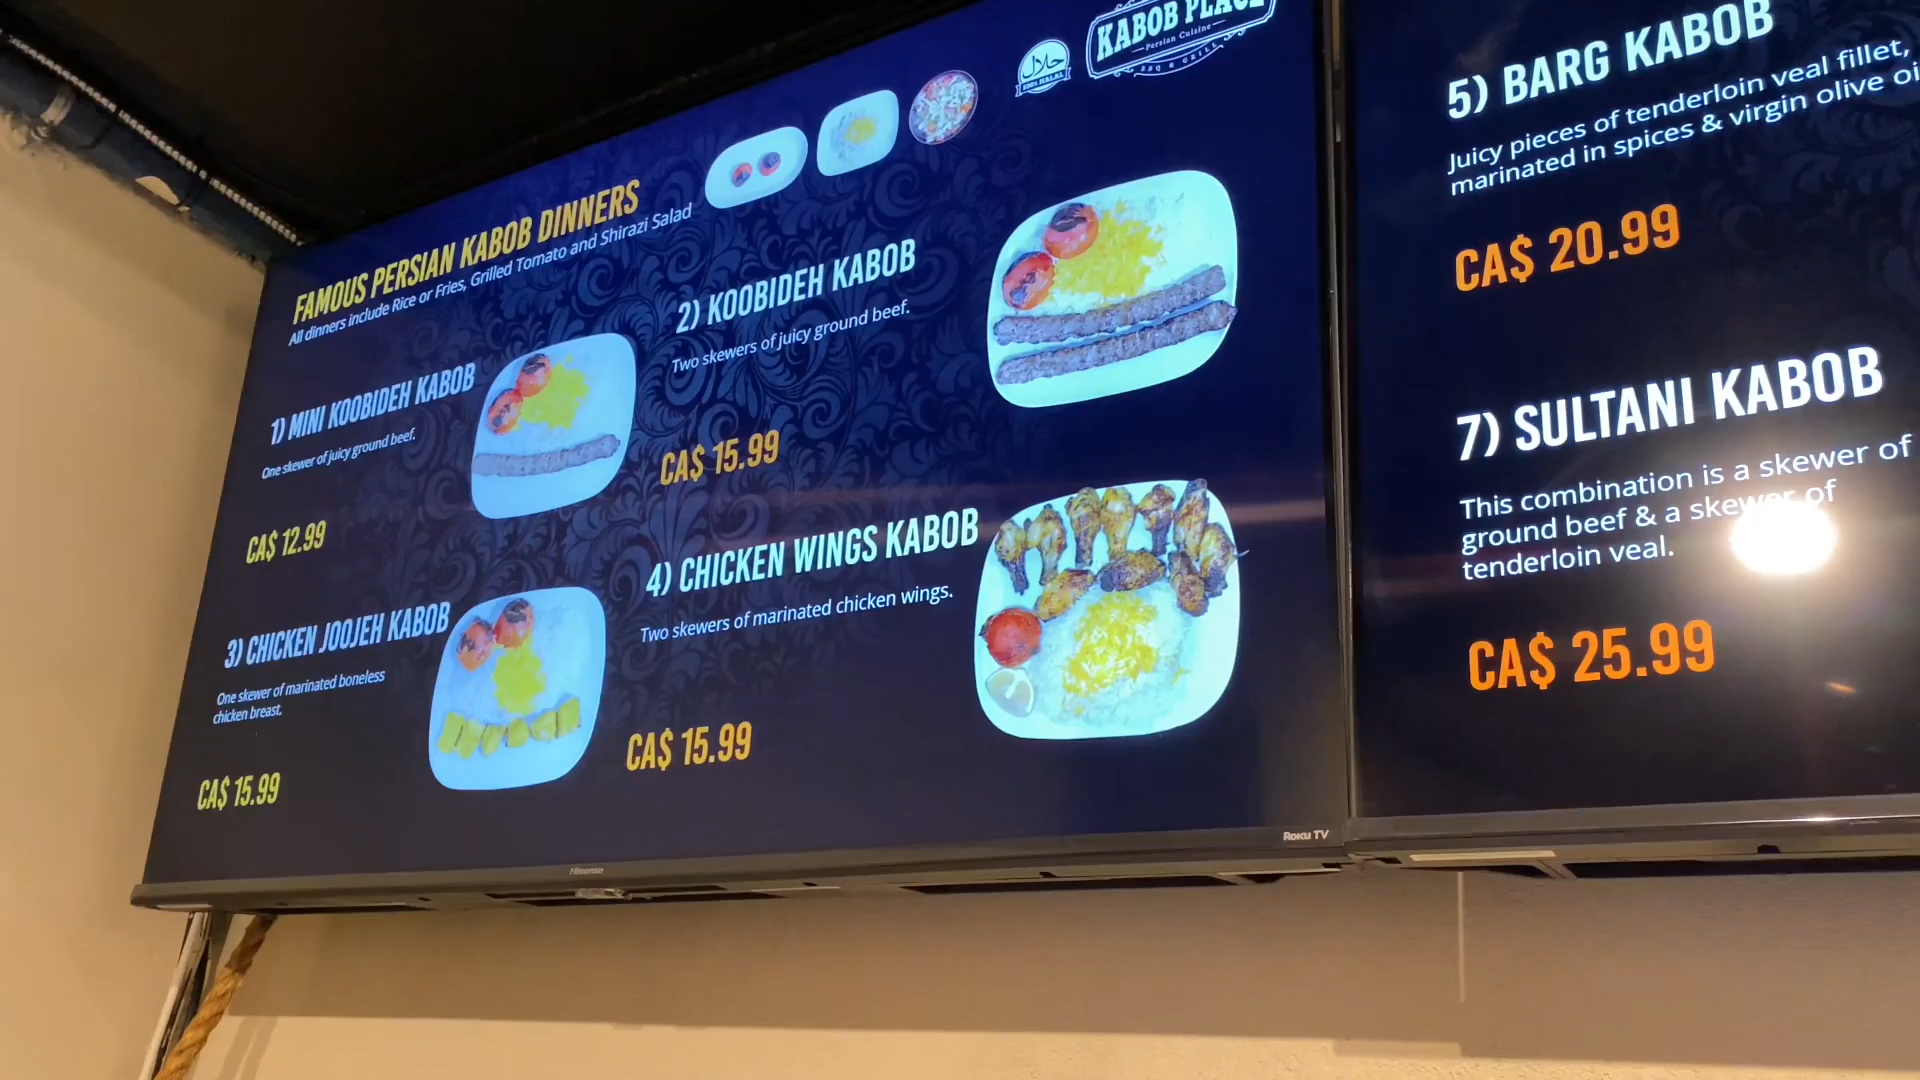 KABOB PLACE
Persian Cuisine
BBQ & GRILL
حلال
100% HALAL
FAMOUS PERSIAN KABOB DINNERS
All dinners include Rice or Fries, Grilled Tomato and Shirazi Salad
1) MINI KOOBIDEH KABOB
One skewer of juicy ground beef.
CA$ 12.99
2) KOOBIDEH KABOB
Two skewers of juicy ground beef.
CA$ 15.99
3) CHICKEN JOOJEH KABOB
One skewer of marinated boneless
chicken breast.
CA$ 15.99
4) CHICKEN WINGS KABOB
Two skewers of marinated chicken wings.
CA$ 15.99
Hisense
Roku TV
5) BARG KABOB
Juicy pieces of tenderloin veal fillet,
marinated in spices & virgin olive oi
CA$ 20.99
7) SULTANI KABOB
This combination is a skewer of
ground beef & a skewer of
tenderloin veal.
CA$ 25.99